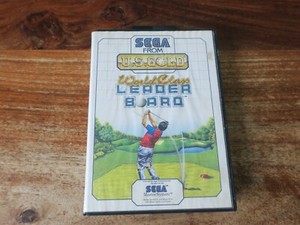 SEGA
FROM
U.S. GOLD
World Class
LEADER
BOARD
SEGA